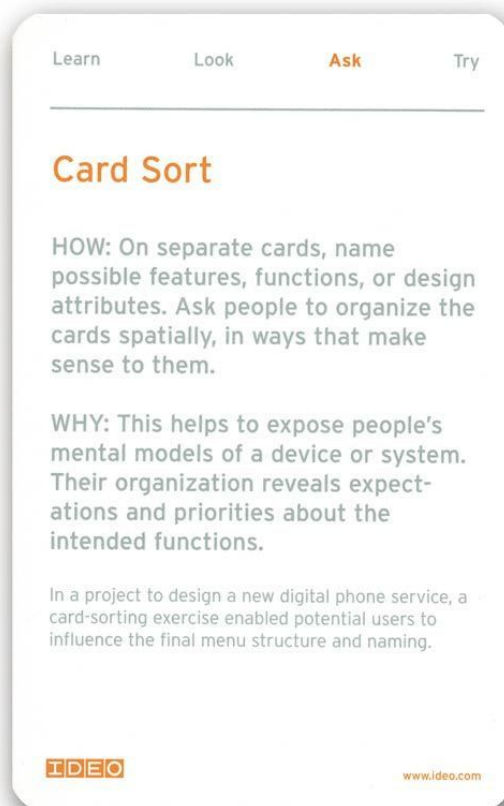 Learn Look Ask Try
Card Sort
HOW: On separate cards, name
possible features, functions, or design
attributes. Ask people to organize the
cards spatially, in ways that make
sense to them.
WHY: This helps to expose people's
mental models of a device or system.
Their organization reveals expect-
ations and priorities about the
intended functions.
In a project to design a new digital phone service, a
card-sorting exercise enabled potential users to
influence the final menu structure and naming.
IDEO
www.ideo.com